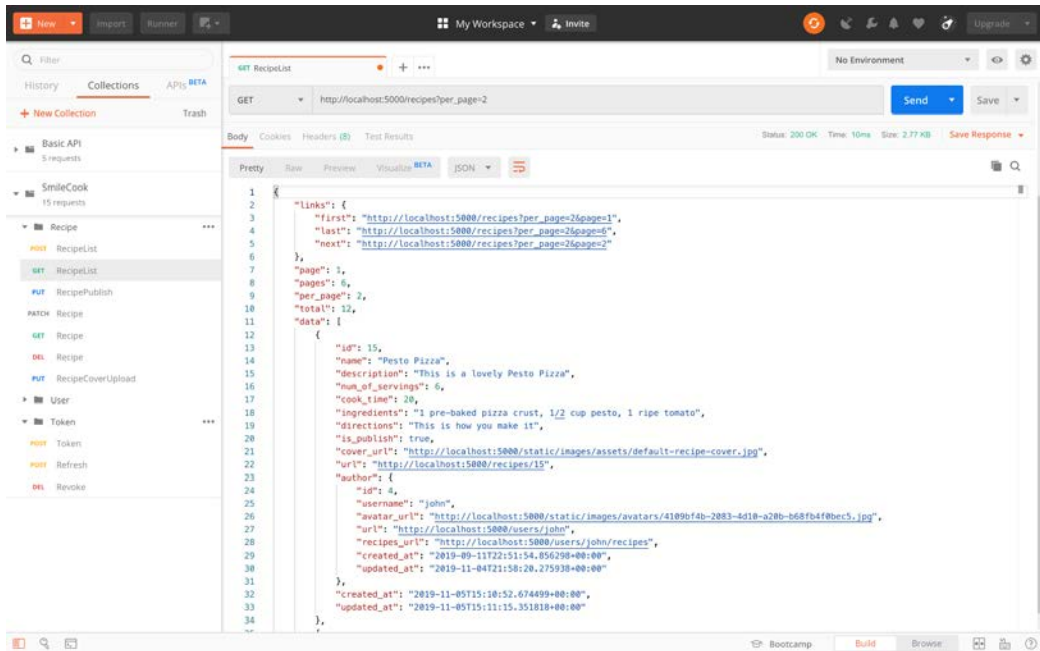 New Import Runner My Workspace Invite Upgrade
Filter
History Collections APIs BETA
+ New Collection Trash
Basic API
5 requests
SmileCook
15 requests
Recipe
POST RecipeList
GET RecipeList
PUT RecipePublish
PATCH Recipe
GET Recipe
DEL Recipe
PUT RecipeCoverUpload
User
Token
POST Token
POST Refresh
DEL Revoke
GET RecipeList + ••• No Environment
GET http://localhost:5000/recipes?per_page=2 Send Save
Body Cookies Headers (8) Test Results Status: 200 OK Time: 10ms Size: 2.77 KB Save Response
Pretty Raw Preview Visualize BETA JSON
1 {
2 "links": {
3 "first": "http://localhost:5000/recipes?per_page=2&page=1",
4 "last": "http://localhost:5000/recipes?per_page=2&page=6",
5 "next": "http://localhost:5000/recipes?per_page=2&page=2"
6 },
7 "page": 1,
8 "pages": 6,
9 "per_page": 2,
10 "total": 12,
11 "data": [
12 {
13 "id": 15,
14 "name": "Pesto Pizza",
15 "description": "This is a lovely Pesto Pizza",
16 "num_of_servings": 6,
17 "cook_time": 20,
18 "ingredients": "1 pre-baked pizza crust, 1/2 cup pesto, 1 ripe tomato",
19 "directions": "This is how you make it",
20 "is_publish": true,
21 "cover_url": "http://localhost:5000/static/images/assets/default-recipe-cover.jpg",
22 "url": "http://localhost:5000/recipes/15",
23 "author": {
24 "id": 4,
25 "username": "john",
26 "avatar_url": "http://localhost:5000/static/images/avatars/4109bf4b-2083-4d10-a20b-b68fb4f0bec5.jpg",
27 "url": "http://localhost:5000/users/john",
28 "recipes_url": "http://localhost:5000/users/john/recipes",
29 "created_at": "2019-09-11T22:51:54.856298+00:00",
30 "updated_at": "2019-11-04T21:58:20.275938+00:00"
31 },
32 "created_at": "2019-11-05T15:10:52.674499+00:00",
33 "updated_at": "2019-11-05T15:11:15.351818+00:00"
34 },
Bootcamp Build Browse